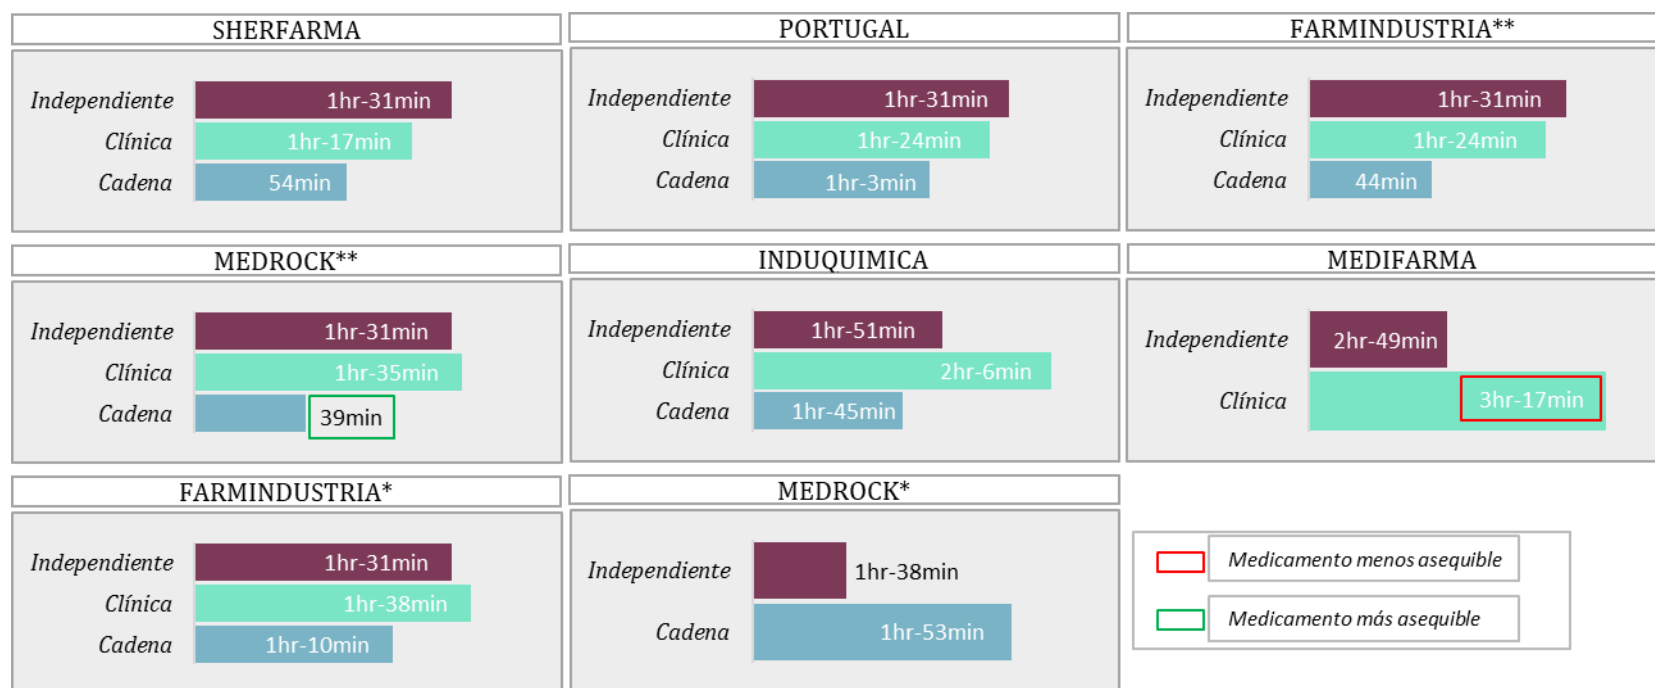 SHERFARMA
Independiente 1hr-31min
Clínica 1hr-17min
Cadena 54min
PORTUGAL
Independiente 1hr-31min
Clínica 1hr-24min
Cadena 1hr-3min
FARMINDUSTRIA**
Independiente 1hr-31min
Clínica 1hr-24min
Cadena 44min
MEDROCK**
Independiente 1hr-31min
Clínica 1hr-35min
Cadena 39min
INDUQUIMICA
Independiente 1hr-51min
Clínica 2hr-6min
Cadena 1hr-45min
MEDIFARMA
Independiente 2hr-49min
Clínica 3hr-17min
FARMINDUSTRIA*
Independiente 1hr-31min
Clínica 1hr-38min
Cadena 1hr-10min
MEDROCK*
Independiente 1hr-38min
Cadena 1hr-53min
Medicamento menos asequible
Medicamento más asequible